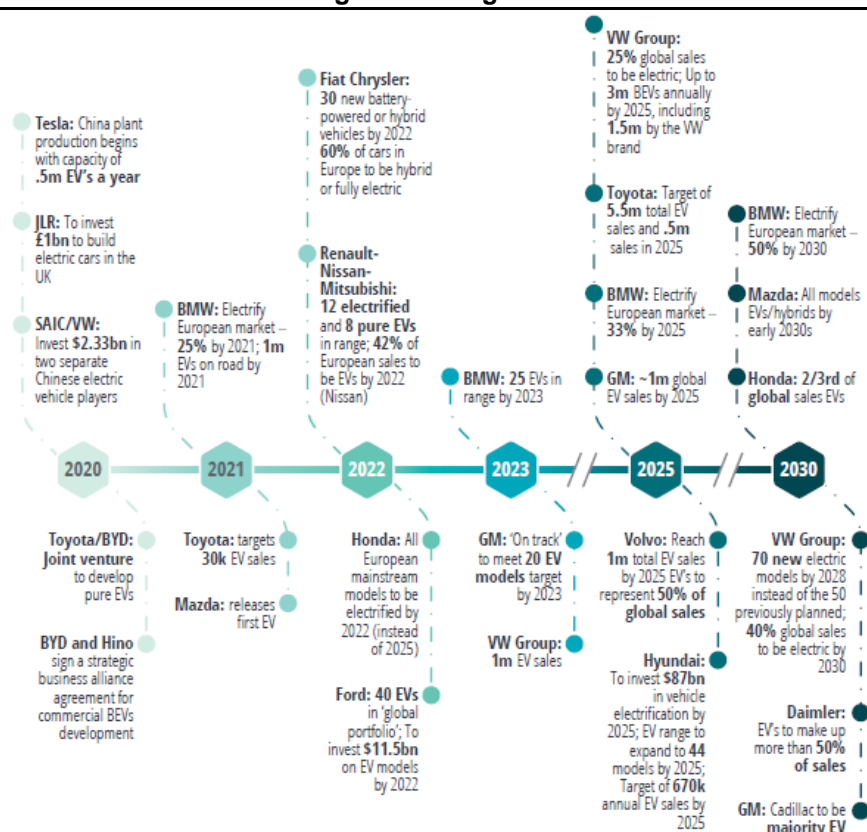 Tesla: China plant
production begins
with capacity of
.5m EV's a year
JLR: To invest
£1bn to build
electric cars in the
UK
SAIC/VW:
Invest $2.33bn in
two separate
Chinese electric
vehicle players
BMW: Electrify
European market –
25% by 2021; 1m
EVs on road by
2021
Fiat Chrysler:
30 new battery-
powered or hybrid
vehicles by 2022
60% of cars in
Europe to be hybrid
or fully electric
Renault-
Nissan-
Mitsubishi:
12 electrified
and 8 pure EVs
in range; 42% of
European sales to
be EVs by 2022
(Nissan)
BMW: 25 EVs in
range by 2023
VW Group:
25% global sales
to be electric; Up to
3m BEVs annually
by 2025, including
1.5m by the VW
brand
Toyota: Target of
5.5m total EV
sales and .5m
sales in 2025
BMW: Electrify
European market –
33% by 2025
GM: ~1m global
EV sales by 2025
BMW: Electrify
European market –
50% by 2030
Mazda: All models
EVs/hybrids by
early 2030s
Honda: 2/3rd of
global sales EVs
2020
2021
2022
2023
2025
2030
Toyota/BYD:
Joint venture
to develop
pure EVs
BYD and Hino
sign a strategic
business alliance
agreement for
commercial BEVs
development
Toyota: targets
30k EV sales
Mazda: releases
first EV
Honda: All
European
mainstream
models to be
electrified by
2022 (instead
of 2025)
Ford: 40 EVs
in 'global
portfolio'; To
invest $11.5bn
on EV models
by 2022
GM: 'On track'
to meet 20 EV
models target
by 2023
VW Group:
1m EV sales
Volvo: Reach
1m total EV sales
by 2025 EV's to
represent 50% of
global sales
Hyundai:
To invest $87bn
in vehicle
electrification by
2025; EV range to
expand to 44
models by 2025;
Target of 670k
annual EV sales by
2025
VW Group:
70 new electric
models by 2028
instead of the 50
previously planned;
40% global sales
to be electric by
2030
Daimler:
EV's to make up
more than 50%
of sales
GM: Cadillac to be
majority EV